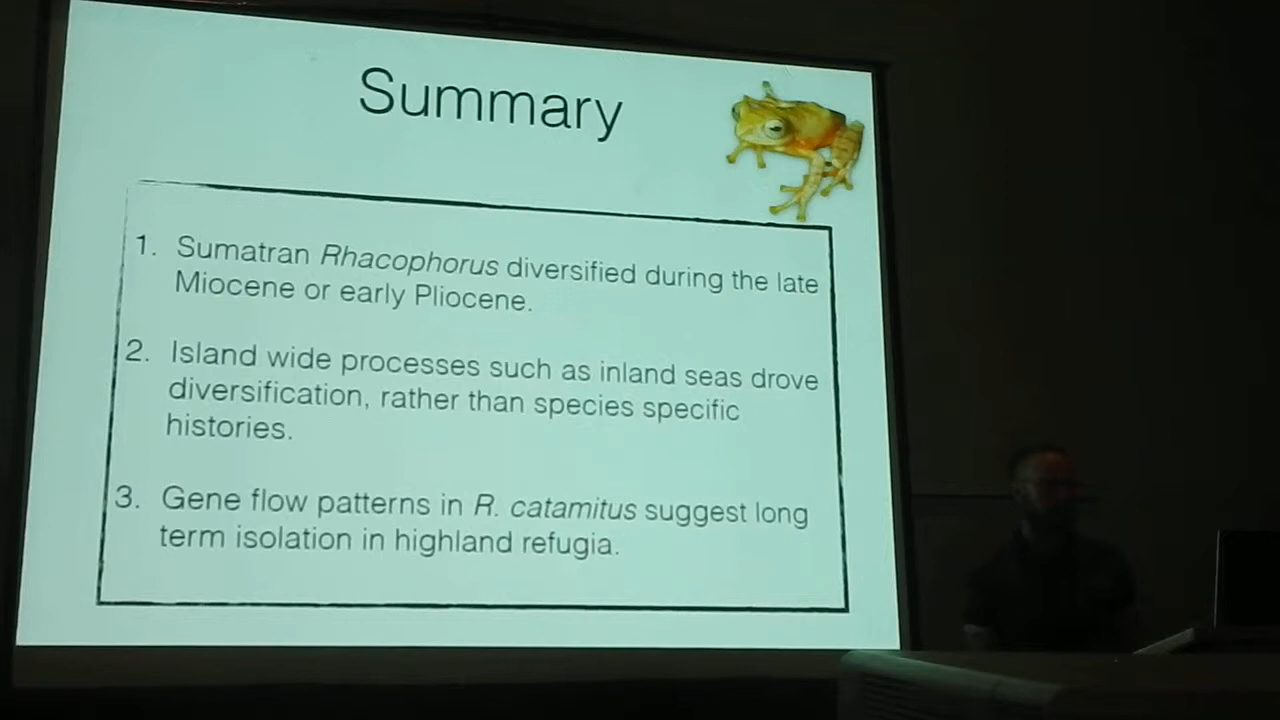 Summary
1. Sumatran Rhacophorus diversified during the late
Miocene or early Pliocene.
2. Island wide processes such as inland seas drove
diversification, rather than species specific
histories.
3. Gene flow patterns in R. catamitus suggest long
term isolation in highland refugia.